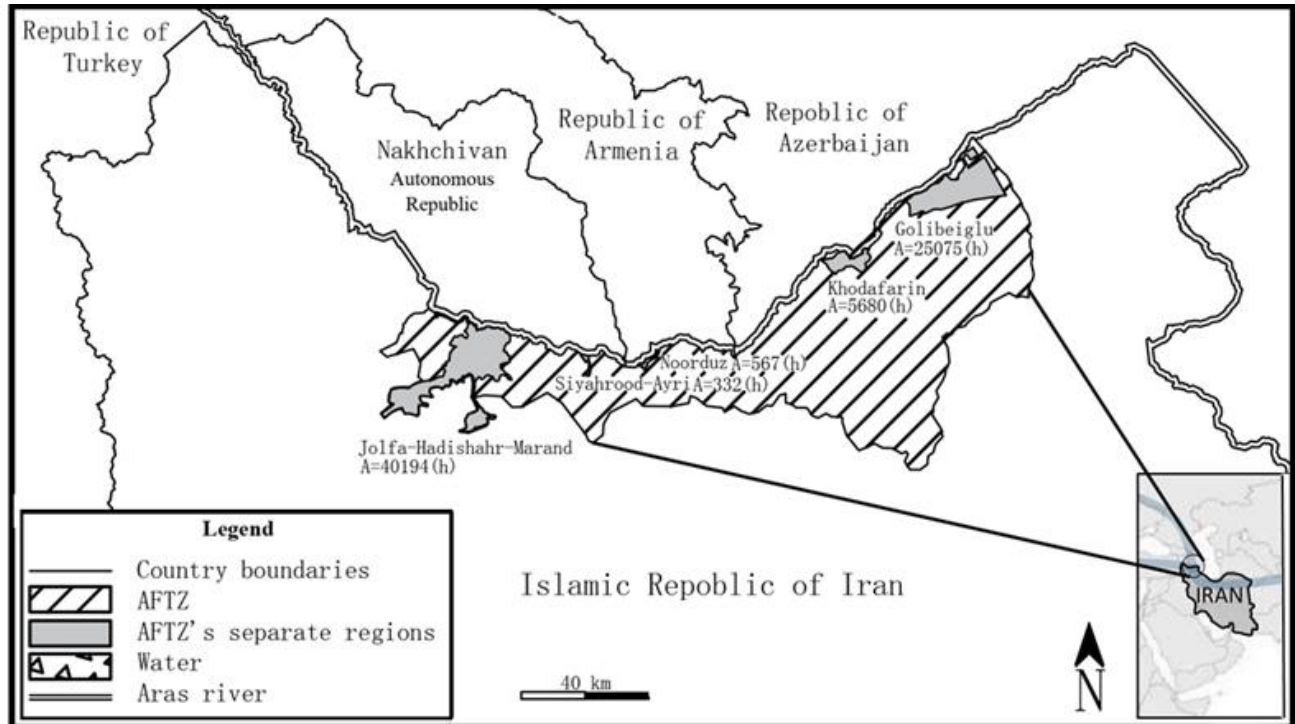 Republic of
Turkey
Nakhchivan
Autonomous
Republic
Republic of
Armenia
Repoblic of
Azerbaijan
Golibeiglu
A=25075(h)
Khodafarin
A=5680(h)
Noorduz A=567(h)
Siyahrood-Ayri A=332(h)
Jolfa-Hadishahr-Marand
A=40194(h)
Legend
Country boundaries
AFTZ
AFTZ's separate regions
Water
Aras river
Islamic Repoblic of Iran
40 km
N
IRAN